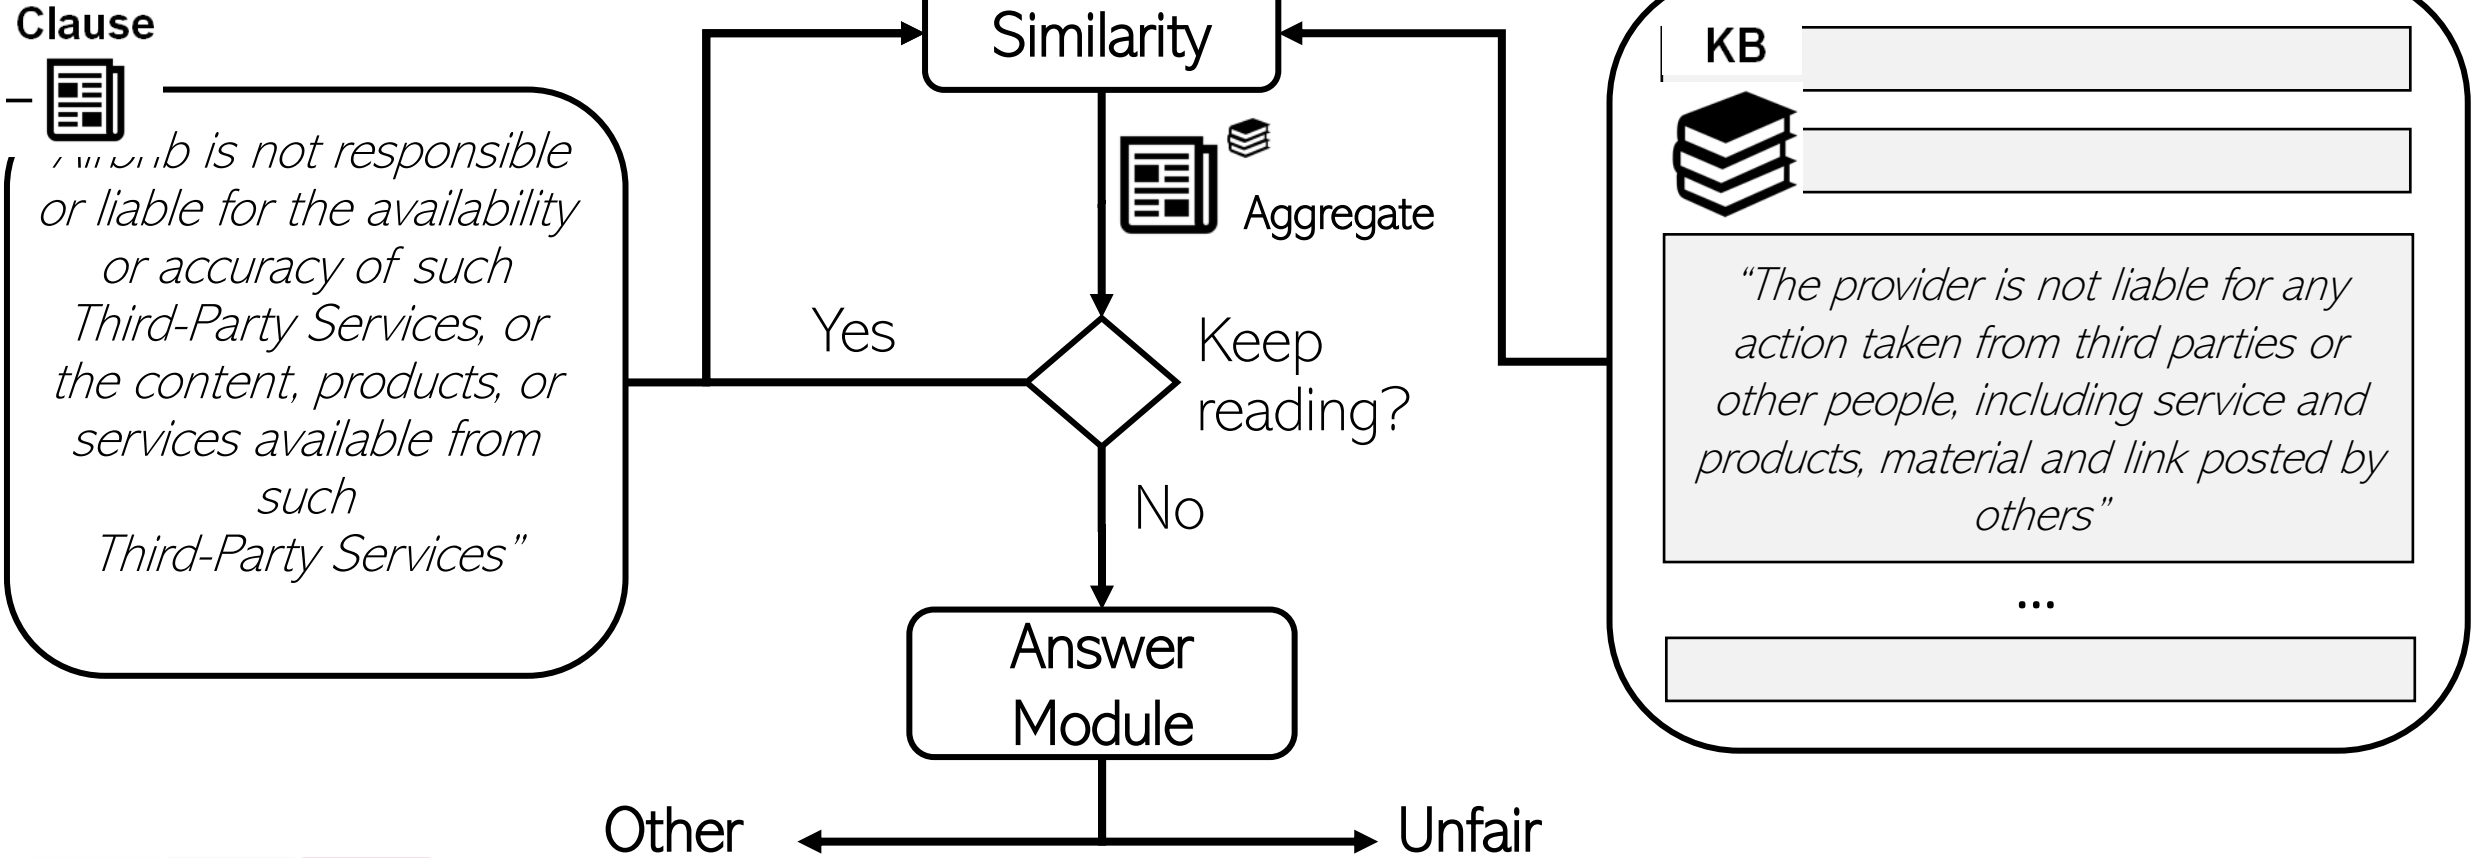 Clause
is not responsible
or liable for the availability
or accuracy of such
Third-Party Services, or
the content, products, or
services available from
such
Third-Party Services”
Similarity
Aggregate
Yes
Keep
reading?
No
Answer
Module
Other
Unfair
KB
“The provider is not liable for any
action taken from third parties or
other people, including service and
products, material and link posted by
others”
...